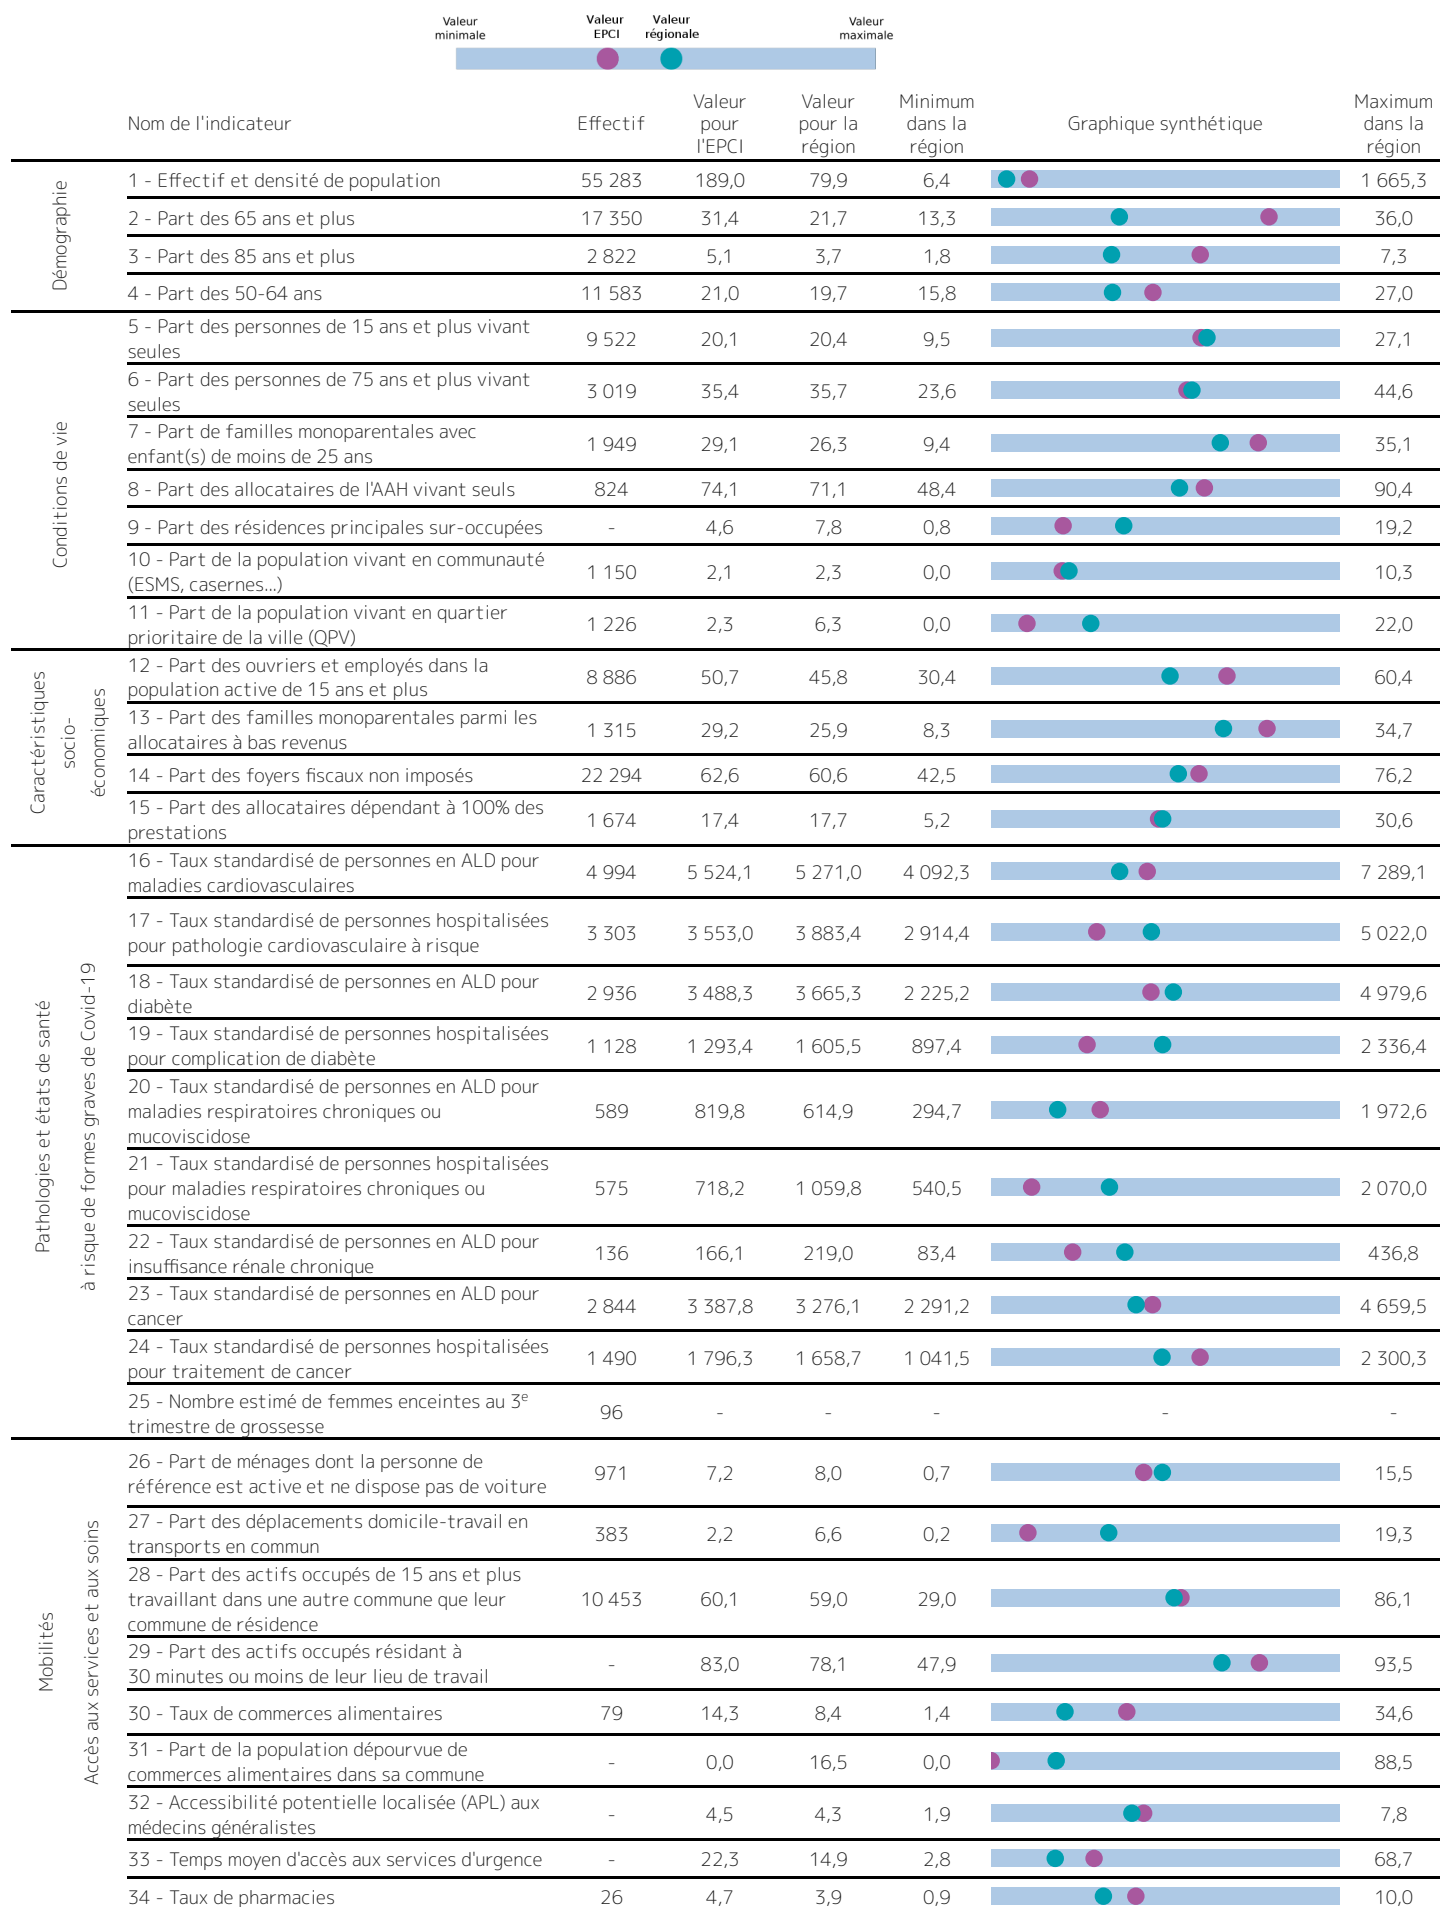 Valeur
minimale
Valeur
EPCI
Valeur
régionale
Valeur
maximale
Nom de l'indicateur
Effectif
Valeur
pour
l'EPCI
Valeur
pour la
région
Minimum
dans la
région
Graphique synthétique
Maximum
dans la
région
Démographie
1 - Effectif et densité de population 55 283 189,0 79,9 6,4 1 665,3
2 - Part des 65 ans et plus 17 350 31,4 21,7 13,3 36,0
3 - Part des 85 ans et plus 2 822 5,1 3,7 1,8 7,3
4 - Part des 50-64 ans 11 583 21,0 19,7 15,8 27,0
Conditions de vie
5 - Part des personnes de 15 ans et plus vivant
seules
9 522 20,1 20,4 9,5 27,1
6 - Part des personnes de 75 ans et plus vivant
seules
3 019 35,4 35,7 23,6 44,6
7 - Part de familles monoparentales avec
enfant(s) de moins de 25 ans
1 949 29,1 26,3 9,4 35,1
8 - Part des allocataires de l'AAH vivant seuls 824 74,1 71,1 48,4 90,4
9 - Part des résidences principales sur-occupées - 4,6 7,8 0,8 19,2
10 - Part de la population vivant en communauté
(ESMS, casernes...)
1 150 2,1 2,3 0,0 10,3
11 - Part de la population vivant en quartier
prioritaire de la ville (QPV)
1 226 2,3 6,3 0,0 22,0
Caractéristiques
socio-
économiques
12 - Part des ouvriers et employés dans la
population active de 15 ans et plus
8 886 50,7 45,8 30,4 60,4
13 - Part des familles monoparentales parmi les
allocataires à bas revenus
1 315 29,2 25,9 8,3 34,7
14 - Part des foyers fiscaux non imposés 22 294 62,6 60,6 42,5 76,2
15 - Part des allocataires dépendant à 100% des
prestations
1 674 17,4 17,7 5,2 30,6
Pathologies et états de santé
à risque de formes graves de Covid-19
16 - Taux standardisé de personnes en ALD pour
maladies cardiovasculaires
4 994 5 524,1 5 271,0 4 092,3 7 289,1
17 - Taux standardisé de personnes hospitalisées
pour pathologie cardiovasculaire à risque
3 303 3 553,0 3 883,4 2 914,4 5 022,0
18 - Taux standardisé de personnes en ALD pour
diabète
2 936 3 488,3 3 665,3 2 225,2 4 979,6
19 - Taux standardisé de personnes hospitalisées
pour complication de diabète
1 128 1 293,4 1 605,5 897,4 2 336,4
20 - Taux standardisé de personnes en ALD pour
maladies respiratoires chroniques ou
mucoviscidose
589 819,8 614,9 294,7 1 972,6
21 - Taux standardisé de personnes hospitalisées
pour maladies respiratoires chroniques ou
mucoviscidose
575 718,2 1 059,8 540,5 2 070,0
22 - Taux standardisé de personnes en ALD pour
insuffisance rénale chronique
136 166,1 219,0 83,4 436,8
23 - Taux standardisé de personnes en ALD pour
cancer
2 844 3 387,8 3 276,1 2 291,2 4 659,5
24 - Taux standardisé de personnes hospitalisées
pour traitement de cancer
1 490 1 796,3 1 658,7 1 041,5 2 300,3
25 - Nombre estimé de femmes enceintes au 3e
trimestre de grossesse
96 - - - - -
Mobilités
Accès aux services et aux soins
26 - Part de ménages dont la personne de
référence est active et ne dispose pas de voiture
971 7,2 8,0 0,7 15,5
27 - Part des déplacements domicile-travail en
transports en commun
383 2,2 6,6 0,2 19,3
28 - Part des actifs occupés de 15 ans et plus
travaillant dans une autre commune que leur
commune de résidence
10 453 60,1 59,0 29,0 86,1
29 - Part des actifs occupés résidant à
30 minutes ou moins de leur lieu de travail
- 83,0 78,1 47,9 93,5
30 - Taux de commerces alimentaires 79 14,3 8,4 1,4 34,6
31 - Part de la population dépourvue de
commerces alimentaires dans sa commune
- 0,0 16,5 0,0 88,5
32 - Accessibilité potentielle localisée (APL) aux
médecins généralistes
- 4,5 4,3 1,9 7,8
33 - Temps moyen d'accès aux services d'urgence - 22,3 14,9 2,8 68,7
34 - Taux de pharmacies 26 4,7 3,9 0,9 10,0